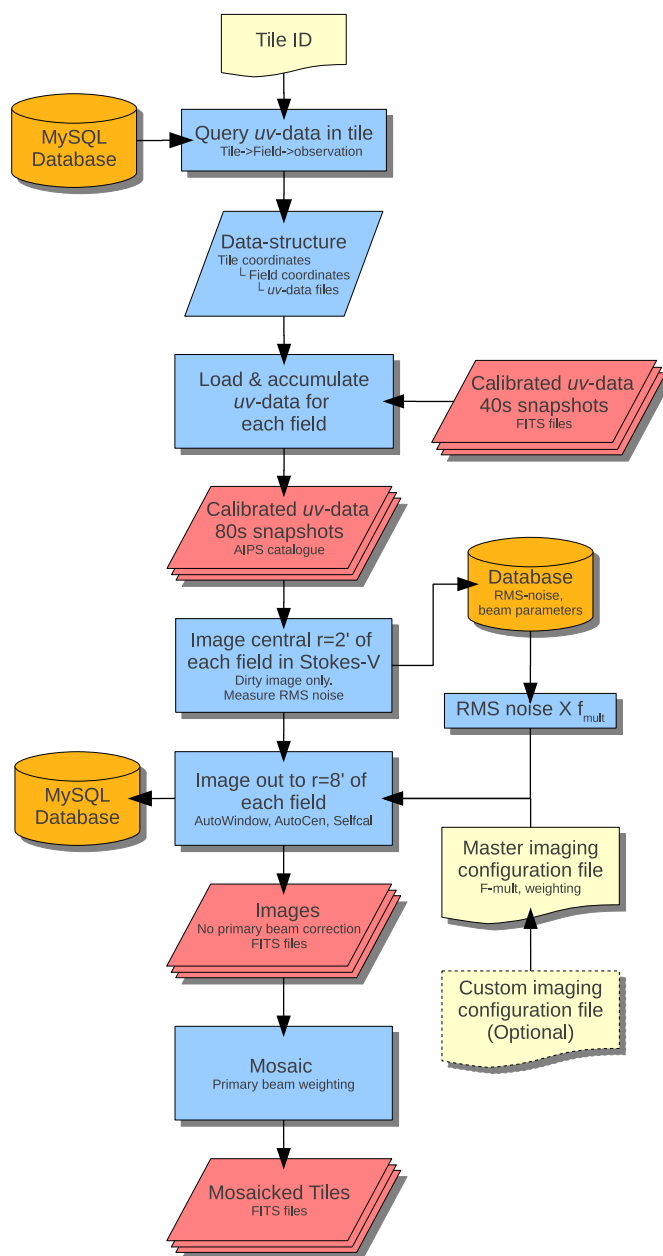 Tile ID
MySQL
Database
Query uv-data in tile
Tile->Field->observation
Data-structure
Tile coordinates
└ Field coordinates
└ uv-data files
Load & accumulate
uv-data for
each field
Calibrated uv-data
40s snapshots
FITS files
Calibrated uv-data
80s snapshots
AIPS catalogue
Database
RMS-noise,
beam parameters
Image central r=2' of
each field in Stokes-V
Dirty image only.
Measure RMS noise
RMS noise X fmult
MySQL
Database
Image out to r=8' of
each field
AutoWindow, AutoCen, Selfcal
Master imaging
configuration file
F-mult, weighting
Images
No primary beam correction
FITS files
Custom imaging
configuration file
(Optional)
Mosaic
Primary beam weighting
Mosaicked Tiles
FITS files